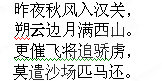 昨夜秋风入汉关，
朔云边月满西山。
更催飞将追骄虏，
莫遣沙场匹马还。